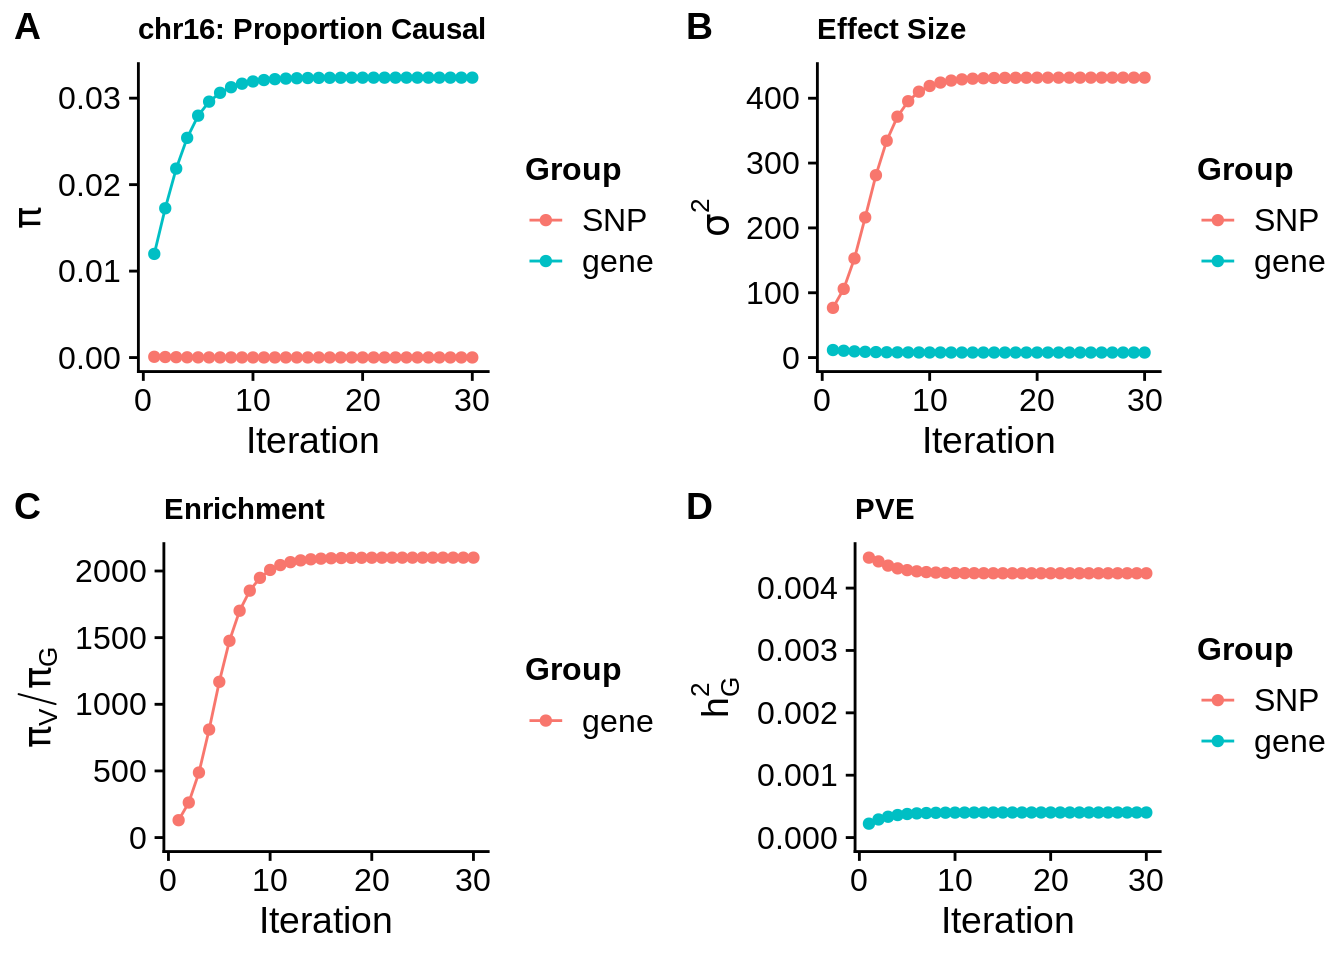 A
chr16: Proportion Causal
π
0.03
0.02
0.01
0.00
0 10 20 30
Iteration
Group
SNP
gene
B
Effect Size
σ²
400
300
200
100
0
0 10 20 30
Iteration
Group
SNP
gene
C
Enrichment
π_V/π_G
2000
1500
1000
500
0
0 10 20 30
Iteration
Group
gene
D
PVE
h²_G
0.004
0.003
0.002
0.001
0.000
0 10 20 30
Iteration
Group
SNP
gene